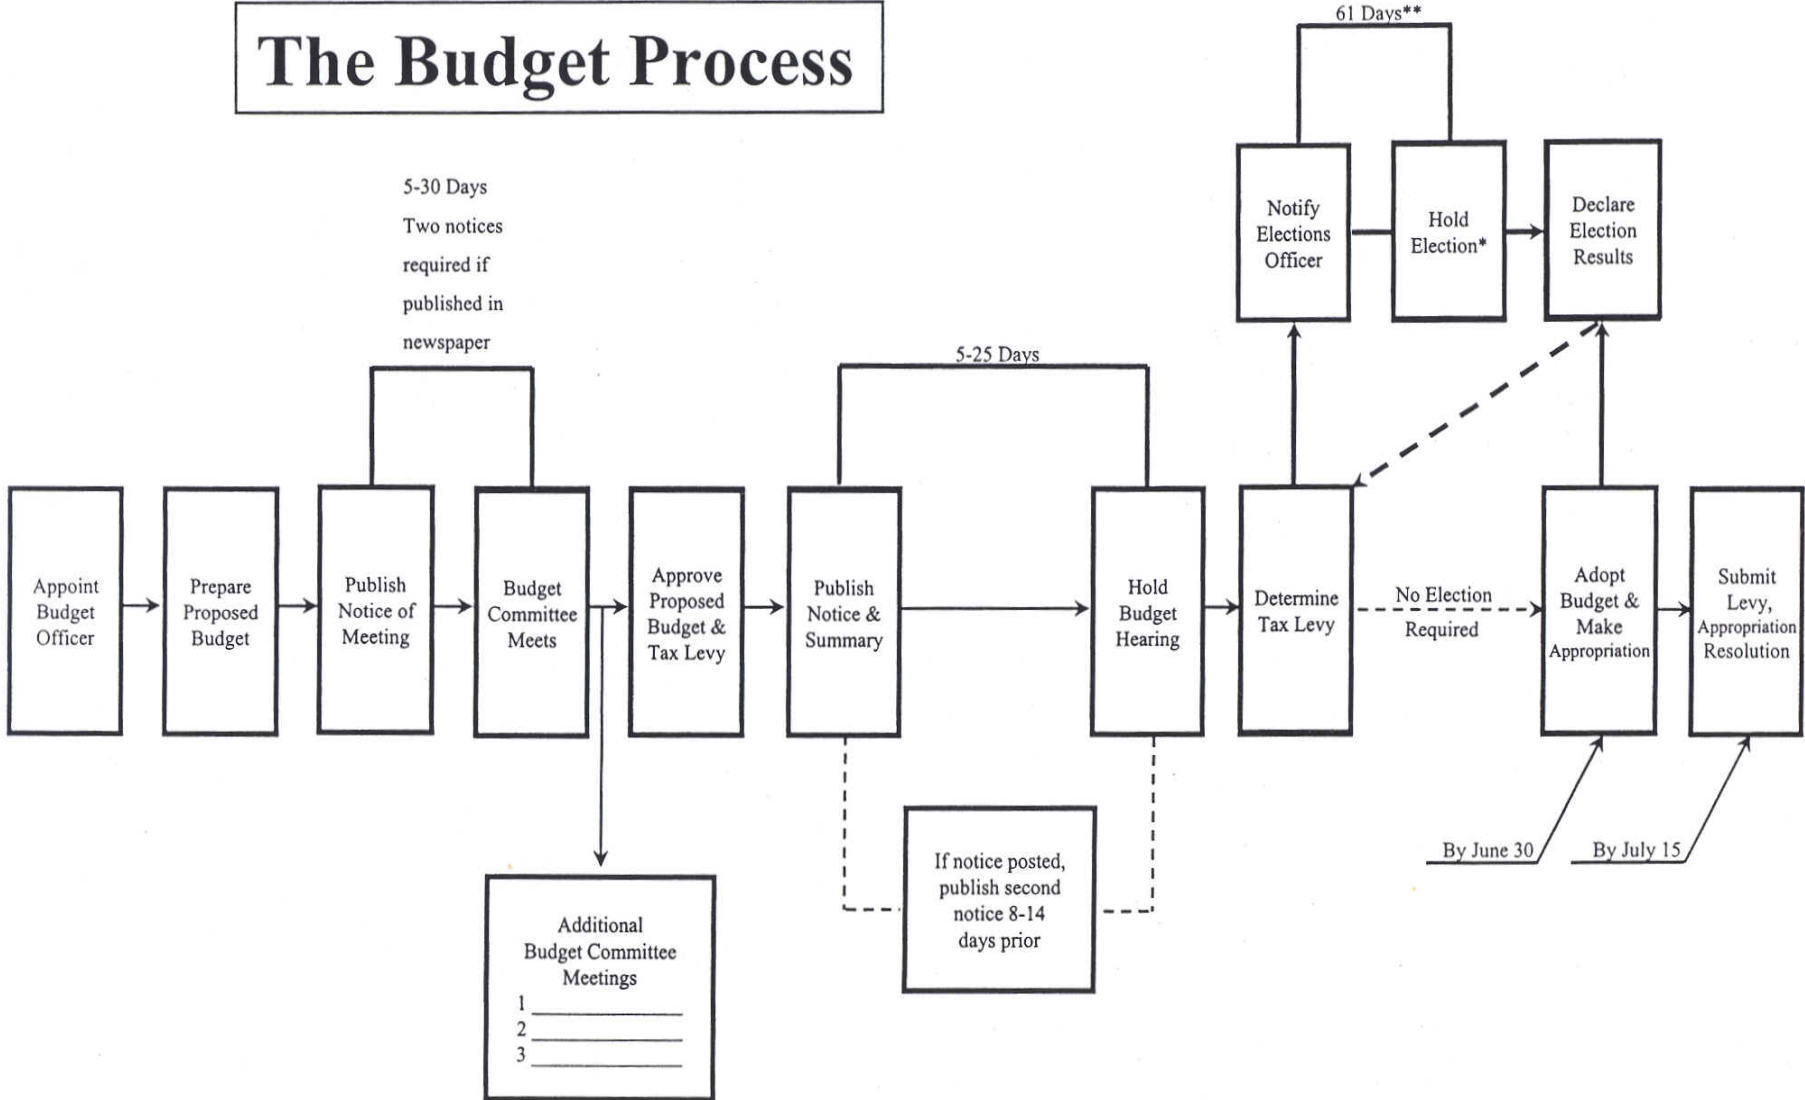 The Budget Process
61 Days**
5-30 Days
Two notices
required if
published in
newspaper
5-25 Days
Notify
Elections
Officer
Hold
Election*
Declare
Election
Results
Appoint
Budget
Officer
Prepare
Proposed
Budget
Publish
Notice of
Meeting
Budget
Committee
Meets
Approve
Proposed
Budget &
Tax Levy
Publish
Notice &
Summary
Hold
Budget
Hearing
Determine
Tax Levy
No Election
Required
Adopt
Budget &
Make
Appropriation
Submit
Levy,
Appropriation
Resolution
By June 30
By July 15
If notice posted,
publish second
notice 8-14
days prior
Additional
Budget Committee
Meetings
1
2
3